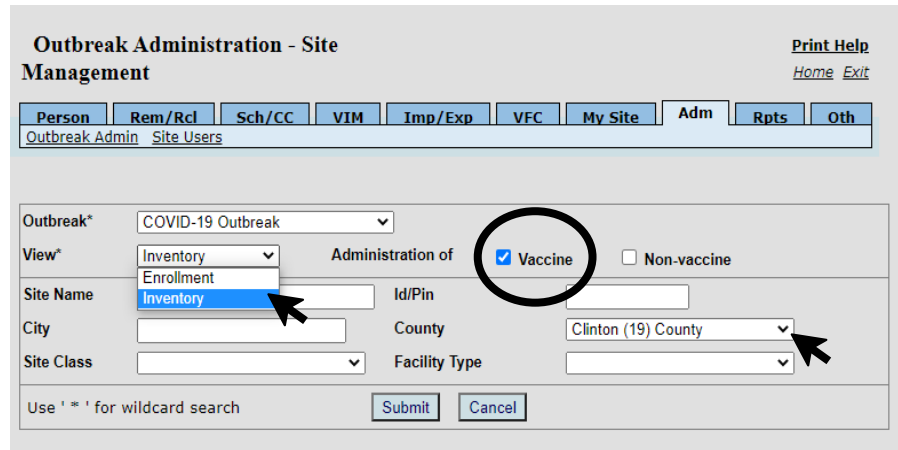 Outbreak Administration - Site
Management
Print Help
Home Exit
Person Rem/Rcl Sch/CC VIM Imp/Exp VFC My Site Adm Rpts Oth
Outbreak Admin Site Users
Outbreak* COVID-19 Outbreak
View* Inventory Administration of Vaccine Non-vaccine
Enrollment
Inventory
Site Name Id/Pin
City County Clinton (19) County
Site Class Facility Type
Use ' * ' for wildcard search Submit Cancel